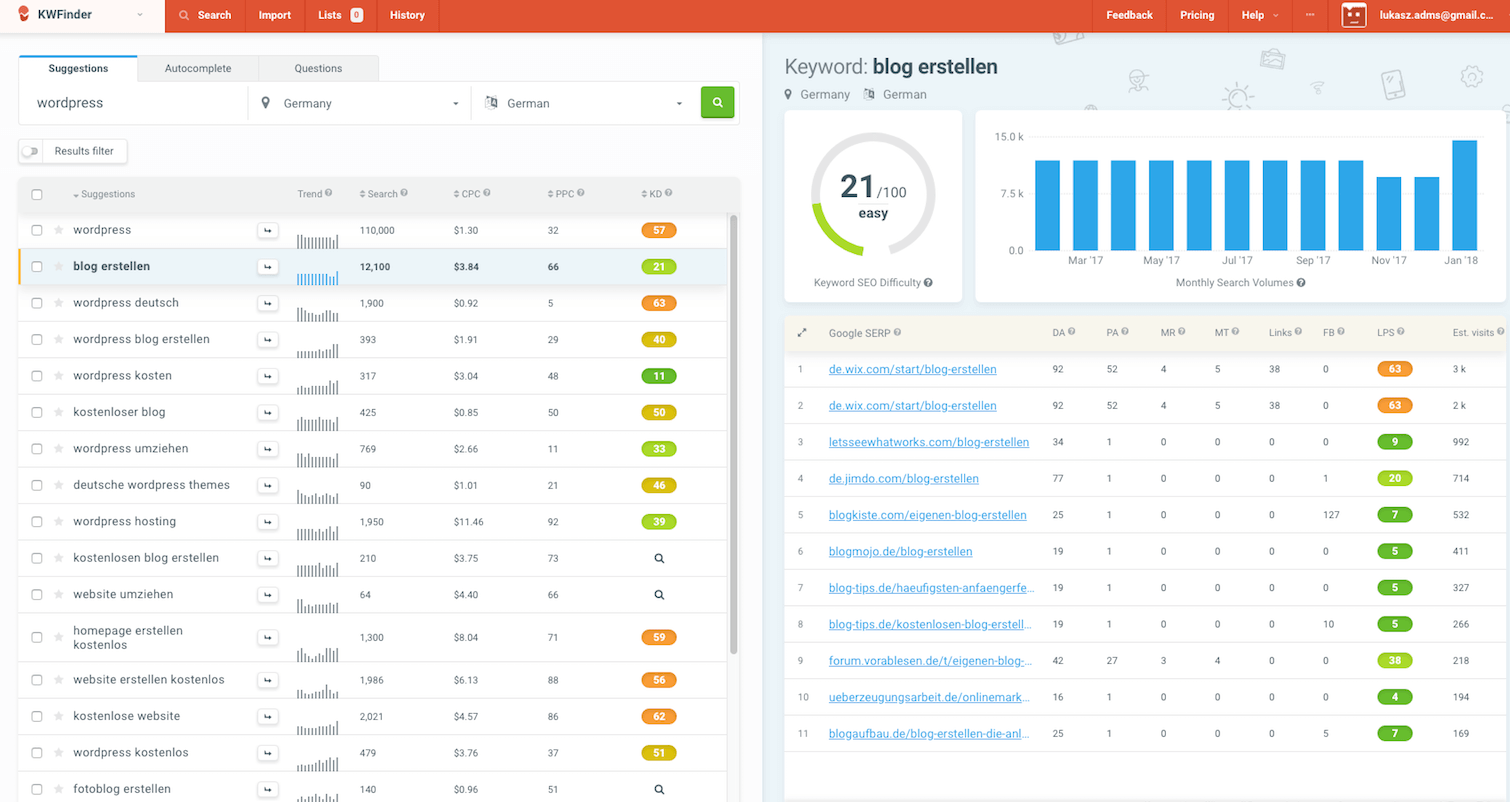 KWFinder
Search
Import
Lists 0
History
Feedback
Pricing
Help
lukasz.adms@gmail.c...
Suggestions
Autocomplete
Questions
wordpress
Germany
German
Results filter
Suggestions Trend Search CPC PPC KD
wordpress 110,000 $1.30 32 57
blog erstellen 12,100 $3.84 66 21
wordpress deutsch 1,900 $0.92 5 63
wordpress blog erstellen 393 $1.91 29 40
wordpress kosten 317 $3.04 48 11
kostenloser blog 425 $0.85 50 50
wordpress umziehen 769 $2.66 11 33
deutsche wordpress themes 90 $1.01 21 46
wordpress hosting 1,950 $11.46 92 39
kostenlosen blog erstellen 210 $3.75 73
website umziehen 64 $4.40 66
homepage erstellen
kostenlos 1,300 $8.04 71 59
website erstellen kostenlos 1,986 $6.13 88 56
kostenlose website 2,021 $4.57 86 62
wordpress kostenlos 479 $3.76 37 51
fotoblog erstellen 140 $0.96 51
Keyword: blog erstellen
Germany German
21 /100
easy
Keyword SEO Difficulty ?
15.0 k
7.5 k
0.0
Mar '17 May '17 Jul '17 Sep '17 Nov '17 Jan '18
Monthly Search Volumes ?
Google SERP DA PA MR MT Links FB LPS Est. visits
1 de.wix.com/start/blog-erstellen 92 52 4 5 38 0 63 3 k
2 de.wix.com/start/blog-erstellen 92 52 4 5 38 0 63 2 k
3 letsseewhatworks.com/blog-erstellen 34 1 0 0 0 0 9 992
4 de.jimdo.com/blog-erstellen 77 1 0 0 0 1 20 714
5 blogkiste.com/eigenen-blog-erstellen 25 1 0 0 0 127 7 532
6 blogmojo.de/blog-erstellen 19 1 0 0 0 0 5 411
7 blog-tips.de/haeufigsten-anfaengerfe... 19 1 0 0 0 0 5 327
8 blog-tips.de/kostenlosen-blog-erstell... 19 1 0 0 0 10 5 266
9 forum.vorablesen.de/t/eigenen-blog-... 42 27 3 4 0 0 38 218
10 ueberzeugungsarbeit.de/onlinemark... 16 1 0 0 0 0 4 194
11 blogaufbau.de/blog-erstellen-die-anl... 25 1 0 0 0 5 7 169